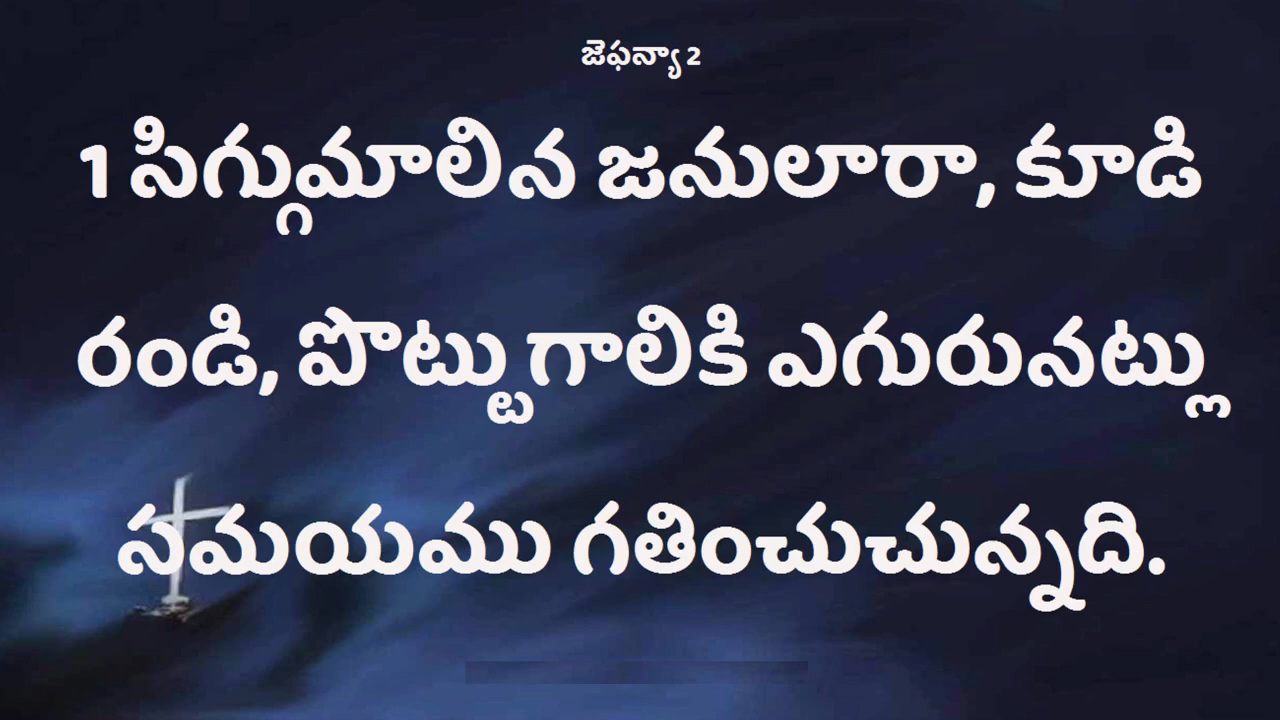 జెఫన్యా 2
1 సిగ్గుమాలిన జనులారా, కూడి
రండి, పొట్టుగాలికి ఎగురునట్లు
సమయము గతించుచున్నది.